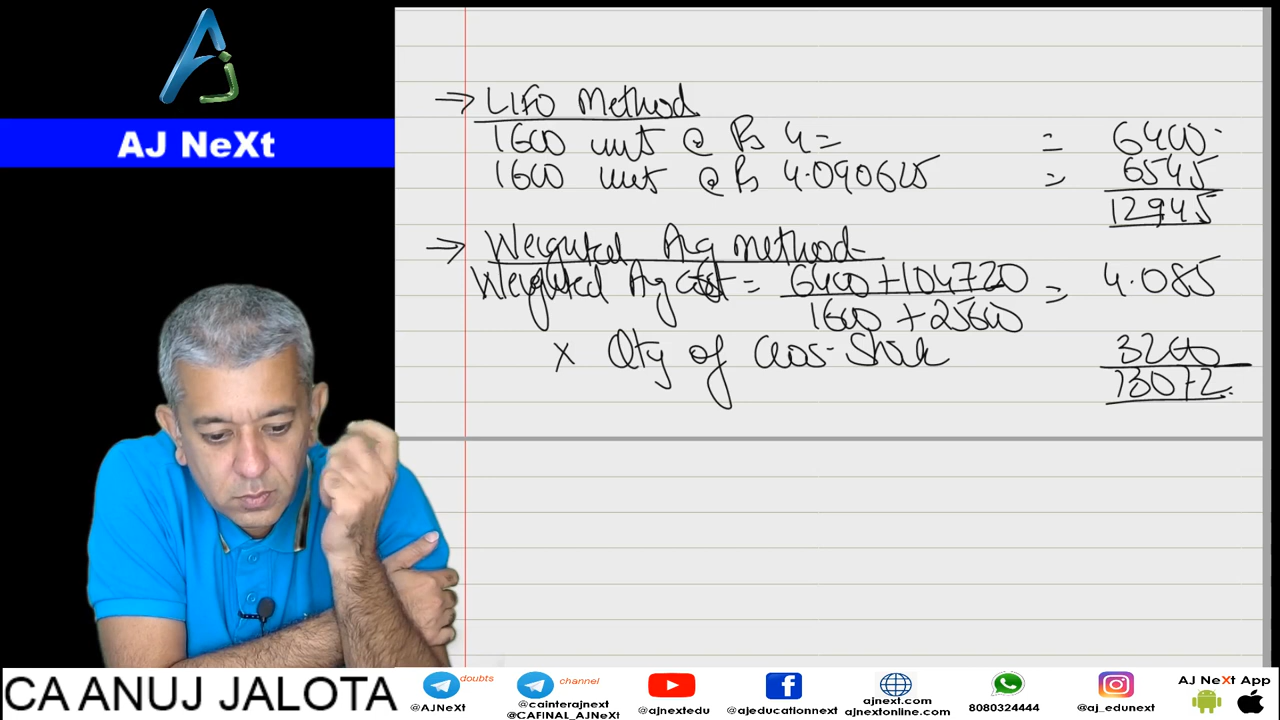 AJ NeXt
→ LIFO Method
1600 unit @ Rs 4 = = 6400
1600 unit @ Rs 4.090625 = 6545
12945
→ Weighted Avg method
Weighted Avg Cost = 6400 + 104720 = 4.085
1600 + 25600
x Qty of Clos- Stock 3200
13072
CA ANUJ JALOTA
doubts
@AJNeXt
channel
@cainterajnext
@CAFINAL_AJNeXt
@ajnextedu
@ajeducationnext
ajnext.com
ajnextonline.com
8080324444
@aj_edunext
AJ NeXt App